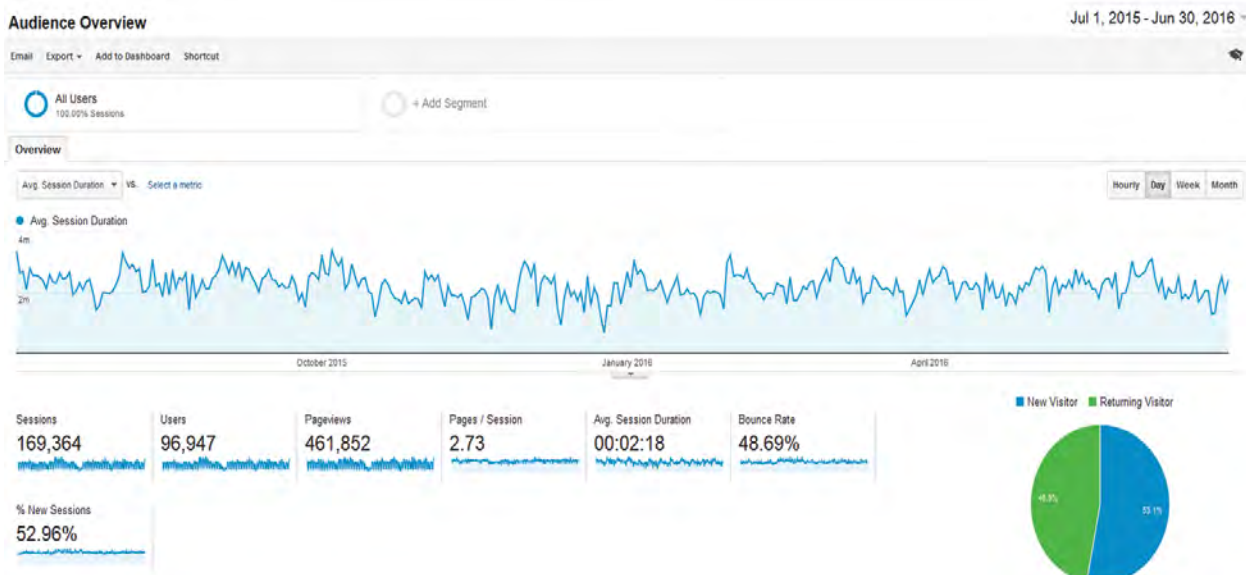 Audience Overview
Jul 1, 2015 - Jun 30, 2016
Email Export Add to Dashboard Shortcut
All Users
100.00% Sessions
+ Add Segment
Overview
Avg. Session Duration vs. Select a metric
Hourly Day Week Month
Avg. Session Duration
4m
2m
October 2015 January 2016 April 2016
New Visitor Returning Visitor
Sessions Users Pageviews Pages / Session Avg. Session Duration Bounce Rate
169,364 96,947 461,852 2.73 00:02:18 48.69%
% New Sessions
52.96%
53.1%